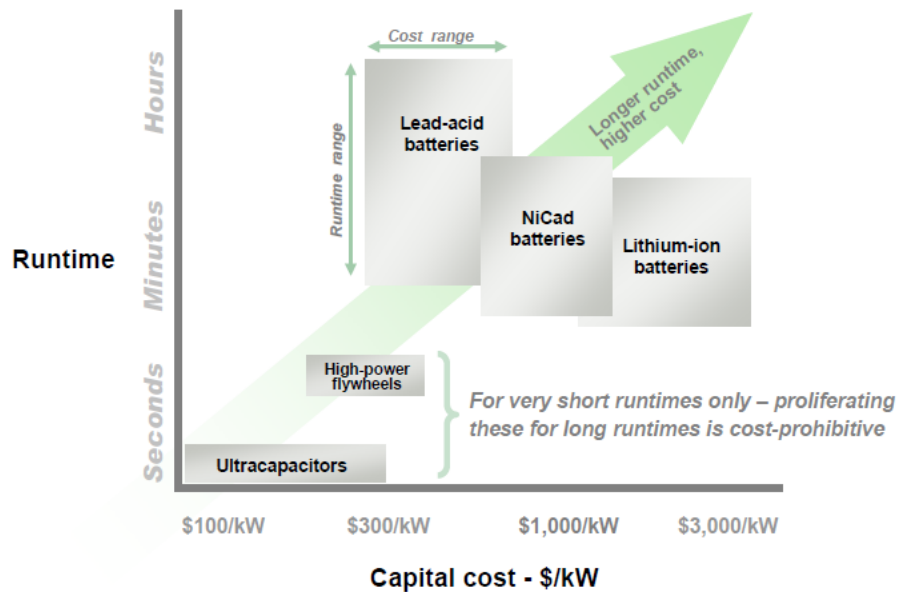 Cost range
Hours
Runtime range
Lead-acid
batteries
Longer runtime,
higher cost
NiCad
batteries
Lithium-ion
batteries
Minutes
Runtime
High-power
flywheels
For very short runtimes only – proliferating
these for long runtimes is cost-prohibitive
Seconds
Ultracapacitors
$100/kW
$300/kW
$1,000/kW
$3,000/kW
Capital cost - $/kW